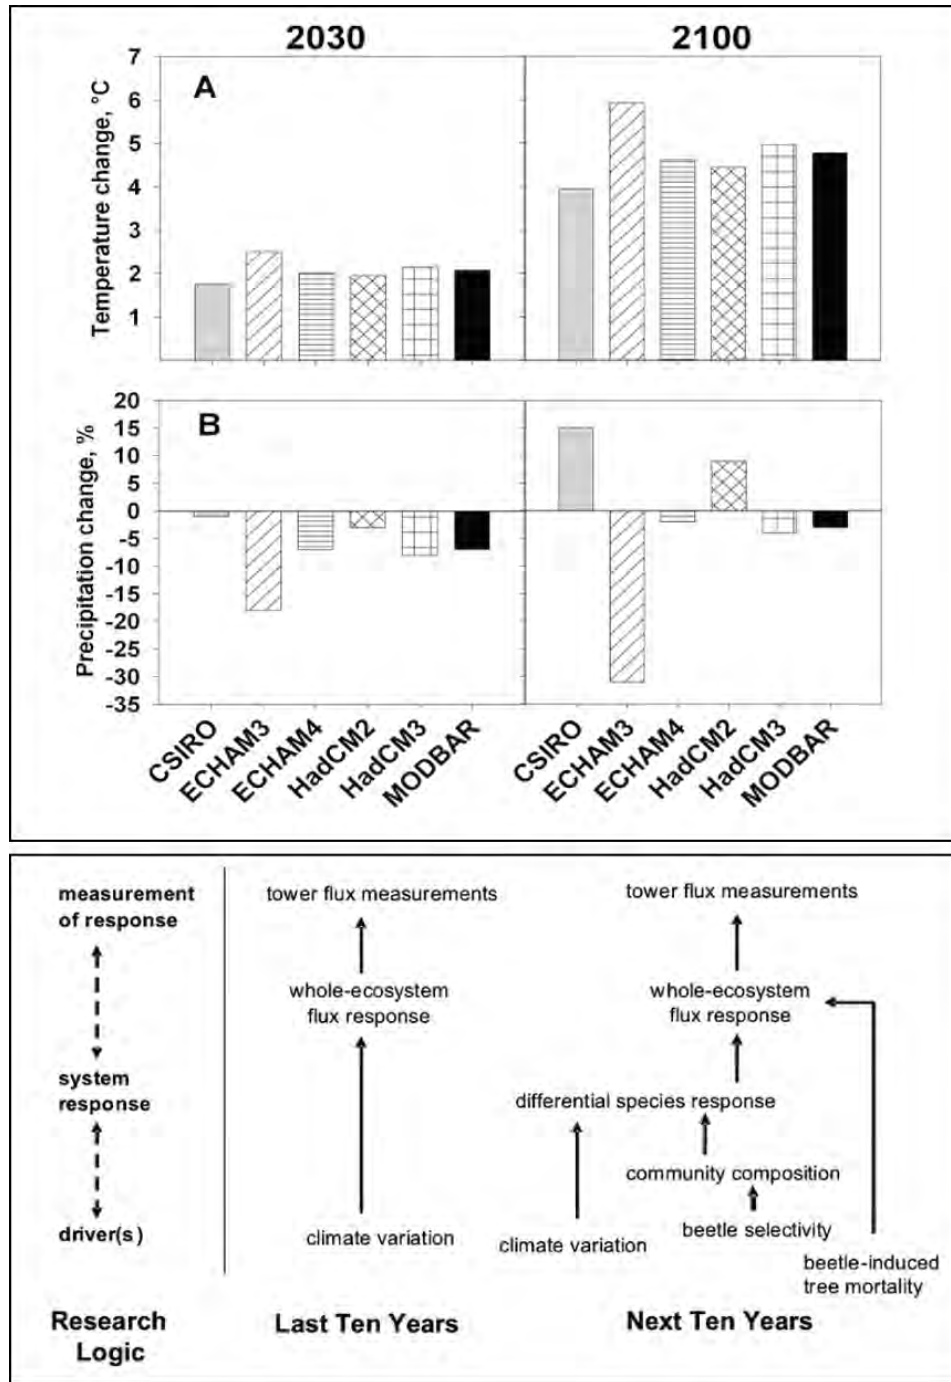 2030
2100
A
Temperature change, °C
7
6
5
4
3
2
1
B
Precipitation change, %
20
15
10
5
0
-5
-10
-15
-20
-25
-30
-35
CSIRO
ECHAM3
ECHAM4
HadCM2
HadCM3
MODBAR
CSIRO
ECHAM3
ECHAM4
HadCM2
HadCM3
MODBAR
measurement
of response
system
response
driver(s)
Research
Logic
tower flux measurements
whole-ecosystem
flux response
climate variation
Last Ten Years
tower flux measurements
whole-ecosystem
flux response
differential species response
community composition
beetle selectivity
climate variation
beetle-induced
tree mortality
Next Ten Years